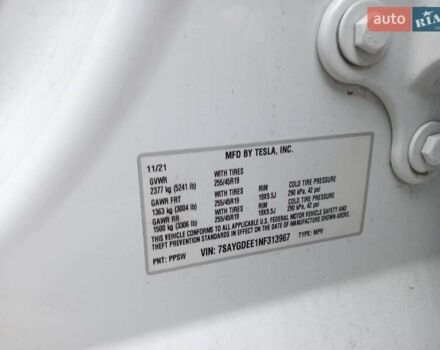 AUTO RIA
MFD BY TESLA, INC.
11/21
GVWR WITH TIRES
2377 kg (5241 lb) 255/45R19 RIM COLD TIRE PRESSURE
GAWR FRT WITH TIRES 19X9.5J 290 kPa, 42 psi
1363 kg (3004 lb) 255/45R19 RIM COLD TIRE PRESSURE
GAWR RR WITH TIRES 19X9.5J 290 kPa, 42 psi
1500 kg (3306 lb) 255/45R19
THIS VEHICLE CONFORMS TO ALL APPLICABLE U.S. FEDERAL MOTOR VEHICLE SAFETY AND
THEFT PREVENTION STANDARDS IN EFFECT ON THE DATE OF MANUFACTURE SHOWN ABOVE.
PNT: PPSW VIN: 7SAYGDEE1NF313967 TYPE: MPV